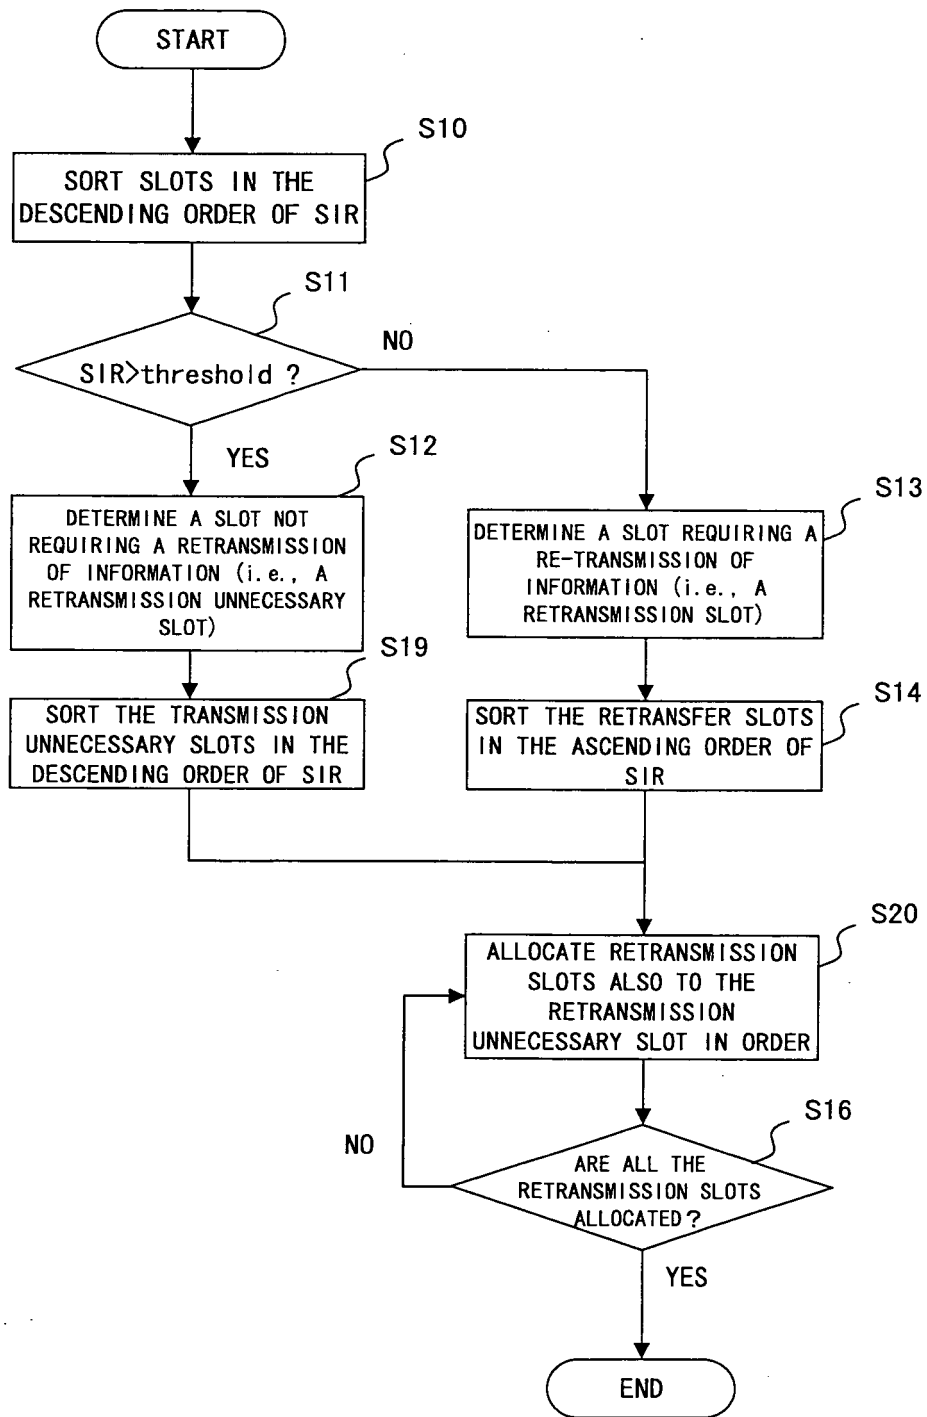 START
S10
SORT SLOTS IN THE
DESCENDING ORDER OF SIR
S11
SIR>threshold ?
NO
YES
S12
DETERMINE A SLOT NOT
REQUIRING A RETRANSMISSION
OF INFORMATION (i.e., A
RETRANSMISSION UNNECESSARY
SLOT)
S13
DETERMINE A SLOT REQUIRING A
RE-TRANSMISSION OF
INFORMATION (i.e., A
RETRANSMISSION SLOT)
S19
SORT THE TRANSMISSION
UNNECESSARY SLOTS IN THE
DESCENDING ORDER OF SIR
S14
SORT THE RETRANSFER SLOTS
IN THE ASCENDING ORDER OF
SIR
S20
ALLOCATE RETRANSMISSION
SLOTS ALSO TO THE
RETRANSMISSION
UNNECESSARY SLOT IN ORDER
S16
NO
ARE ALL THE
RETRANSMISSION SLOTS
ALLOCATED?
YES
END